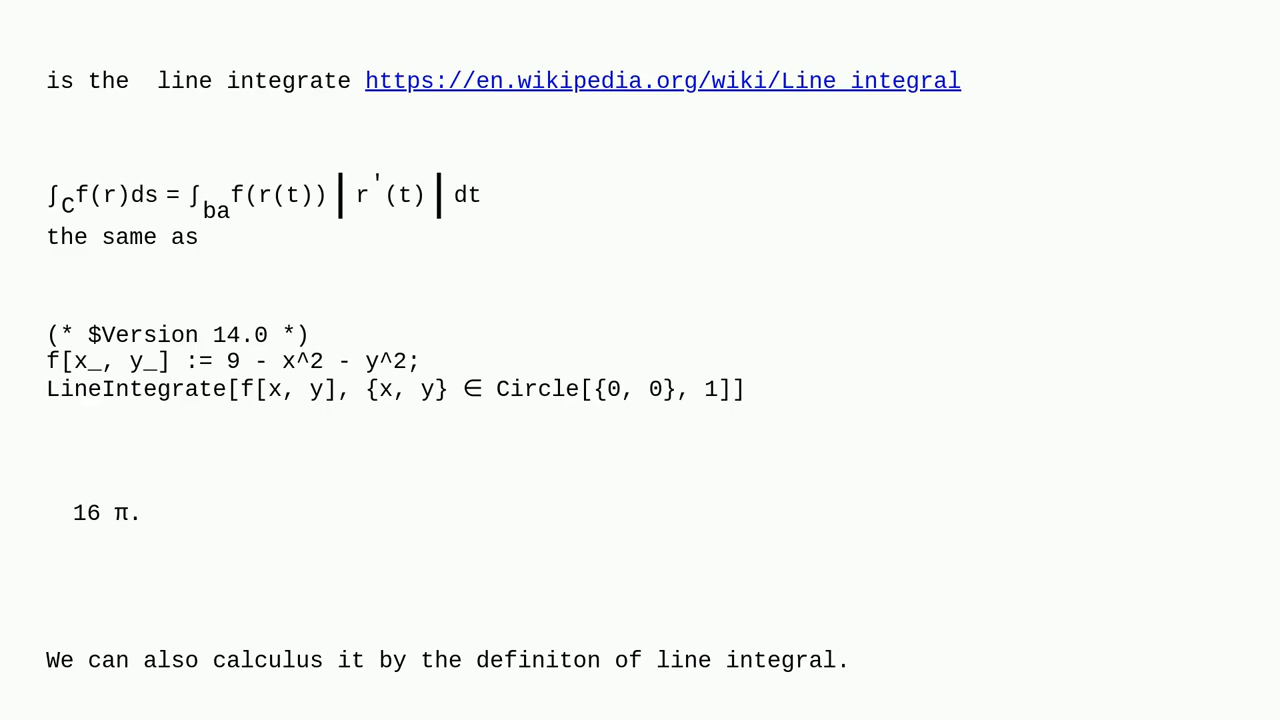 is the  line integrate https://en.wikipedia.org/wiki/Line_integral
∫Cf(r)ds = ∫baf(r(t))|r'(t)|dt
the same as
(* $Version 14.0 *)
f[x_, y_] := 9 - x^2 - y^2;
LineIntegrate[f[x, y], {x, y} ∈ Circle[{0, 0}, 1]]
16 π.
We can also calculus it by the definiton of line integral.